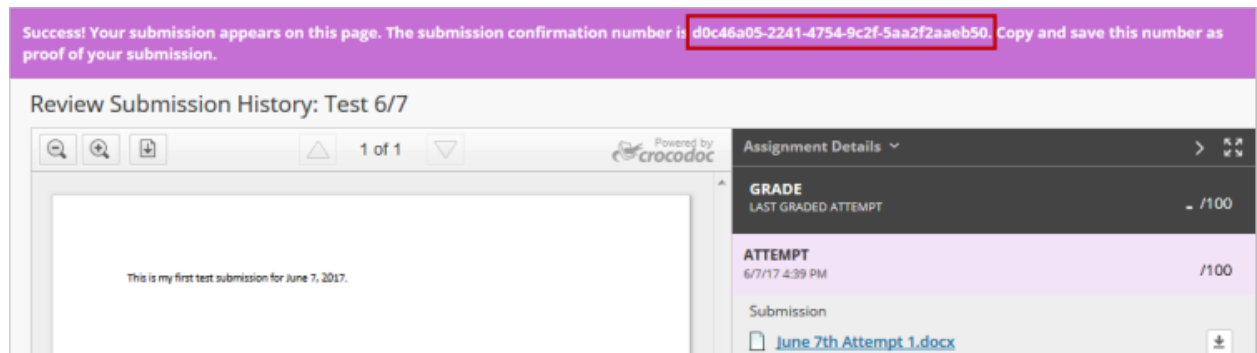 Success! Your submission appears on this page. The submission confirmation number is d0c46a05-2241-4754-9c2f-5aa2f2aaeb50. Copy and save this number as
proof of your submission.
Review Submission History: Test 6/7
1 of 1
Powered by
crocodoc
Assignment Details
GRADE
LAST GRADED ATTEMPT
- /100
This is my first test submission for June 7, 2017.
ATTEMPT
6/7/17 4:39 PM
/100
Submission
June 7th Attempt 1.docx